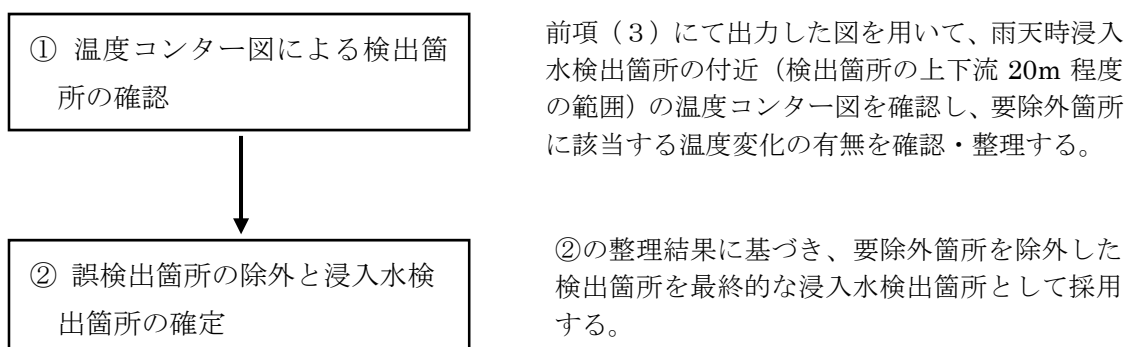 ① 温度コンター図による検出箇
所の確認
前項（３）にて出力した図を用いて、雨天時浸入
水検出箇所の付近（検出箇所の上下流 20m 程度
の範囲）の温度コンター図を確認し、要除外箇所
に該当する温度変化の有無を確認・整理する。
② 誤検出箇所の除外と浸入水検
出箇所の確定
②の整理結果に基づき、要除外箇所を除外した
検出箇所を最終的な浸入水検出箇所として採用
する。